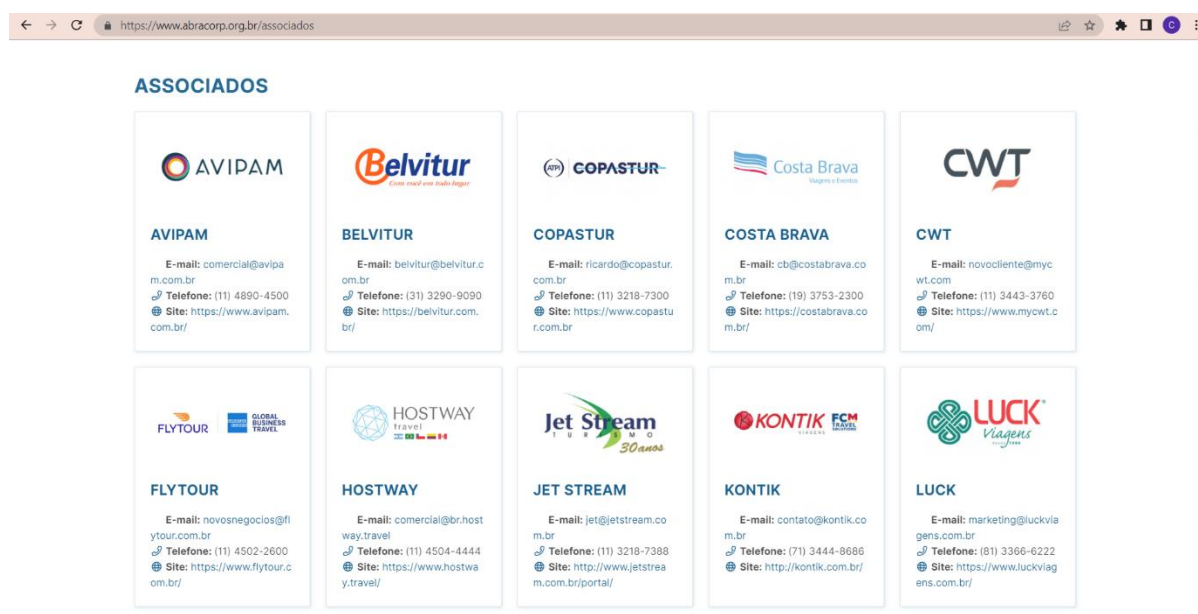 https://www.abracorp.org.br/associados
C
ASSOCIADOS
AVIPAM
AVIPAM
E-mail: comercial@avipa
m.com.br
Telefone: (11) 4890-4500
Site: https://www.avipam.
com.br/
Belvitur
Com você em todo lugar
BELVITUR
E-mail: belvitur@belvitur.c
om.br
Telefone: (31) 3290-9090
Site: https://belvitur.com.
br/
ATPI COPASTUR
COPASTUR
E-mail: ricardo@copastur.
com.br
Telefone: (11) 3218-7300
Site: https://www.copastu
r.com.br
Costa Brava
Viagens e Eventos
COSTA BRAVA
E-mail: cb@costabrava.co
m.br
Telefone: (19) 3753-2300
Site: https://costabrava.co
m.br/
CWT
CWT
E-mail: novocliente@myc
wt.com
Telefone: (11) 3443-3760
Site: https://www.mycwt.c
om/
FLYTOUR
GLOBAL
BUSINESS
TRAVEL
FLYTOUR
E-mail: novosnegocios@fl
ytour.com.br
Telefone: (11) 4502-2600
Site: https://www.flytour.c
om.br/
HOSTWAY
travel
HOSTWAY
E-mail: comercial@br.host
way.travel
Telefone: (11) 4504-4444
Site: https://www.hostwa
y.travel/
Jet Stream
TURISMO
30 anos
JET STREAM
E-mail: jet@jetstream.co
m.br
Telefone: (11) 3218-7388
Site: http://www.jetstrea
m.com.br/portal/
KONTIK
VIAGENS
FCM
TRAVEL
SOLUTIONS
KONTIK
E-mail: contato@kontik.co
m.br
Telefone: (71) 3444-8686
Site: http://kontik.com.br/
LUCK
Viagens
LUCK
E-mail: marketing@luckvia
gens.com.br
Telefone: (81) 3366-6222
Site: https://www.luckviag
ens.com.br/